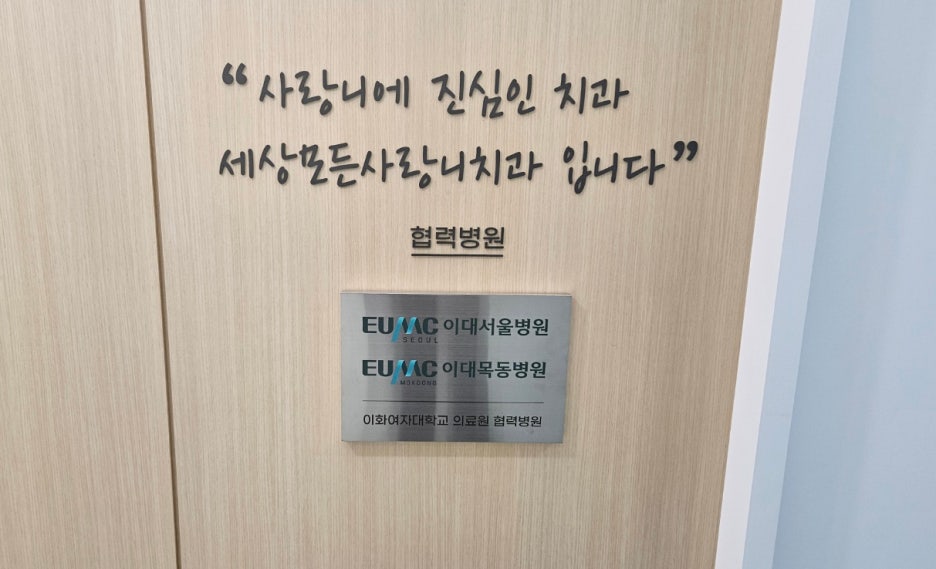 “사랑니에 진심인 치과
세상모든사랑니치과 입니다”
협력병원
EUMC 이대서울병원
SEOUL
EUMC 이대목동병원
MOKDONG
이화여자대학교 의료원 협력병원